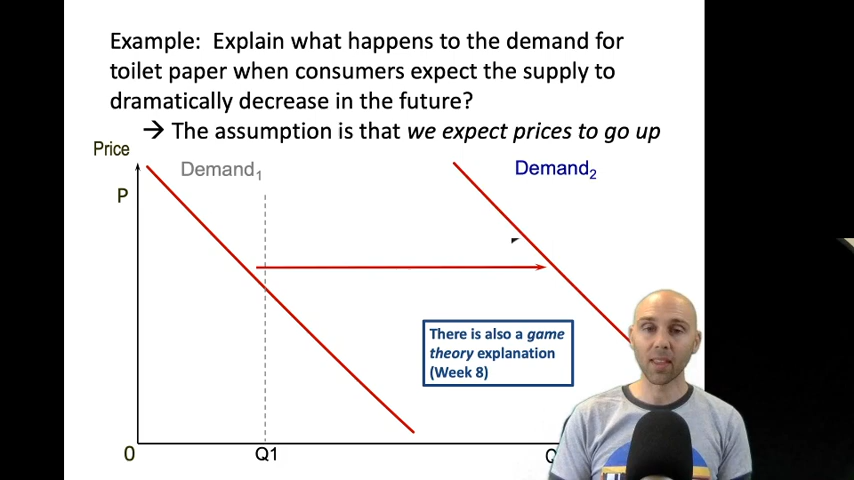 Example: Explain what happens to the demand for
toilet paper when consumers expect the supply to
dramatically decrease in the future?
→ The assumption is that we expect prices to go up
Price
Demand₁
Demand₂
P
There is also a game
theory explanation
(Week 8)
0
Q1